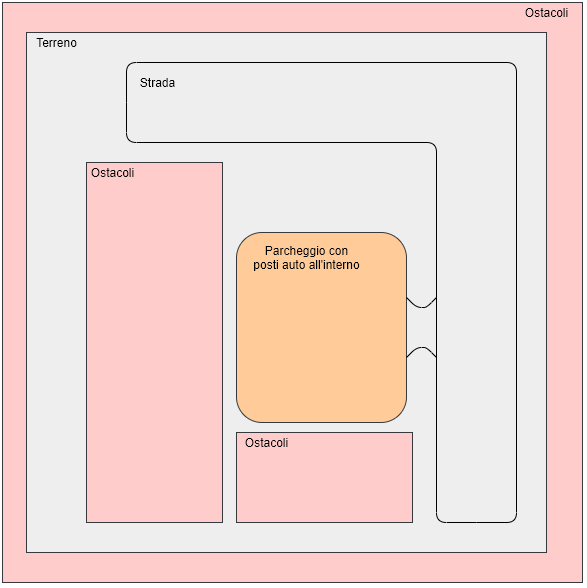 Ostacoli
Terreno
Strada
Ostacoli
Parcheggio con
posti auto all'interno
Ostacoli